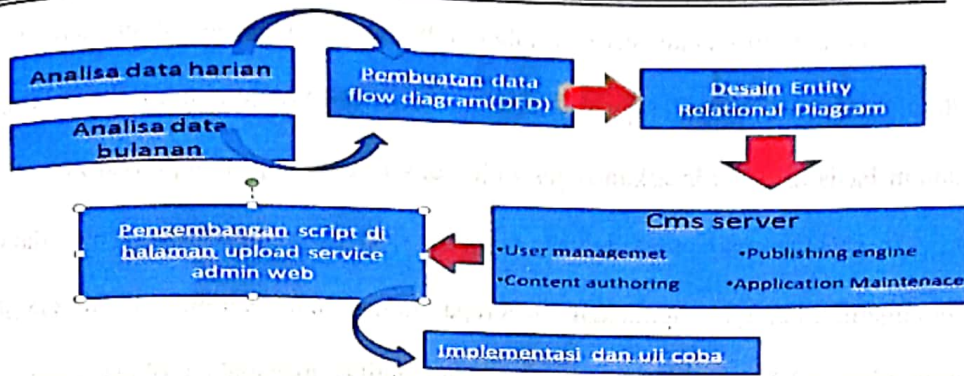 Analisa data harian
Pembuatan data
flow diagram(DFD)
Desain Entity
Relational Diagram
Analisa data
bulanan
Cms server
•User managemet
•Publishing engine
•Content authoring
•Application Maintenace
Pengembangan script di
halaman upload service
admin web
Implementasi dan uji coba